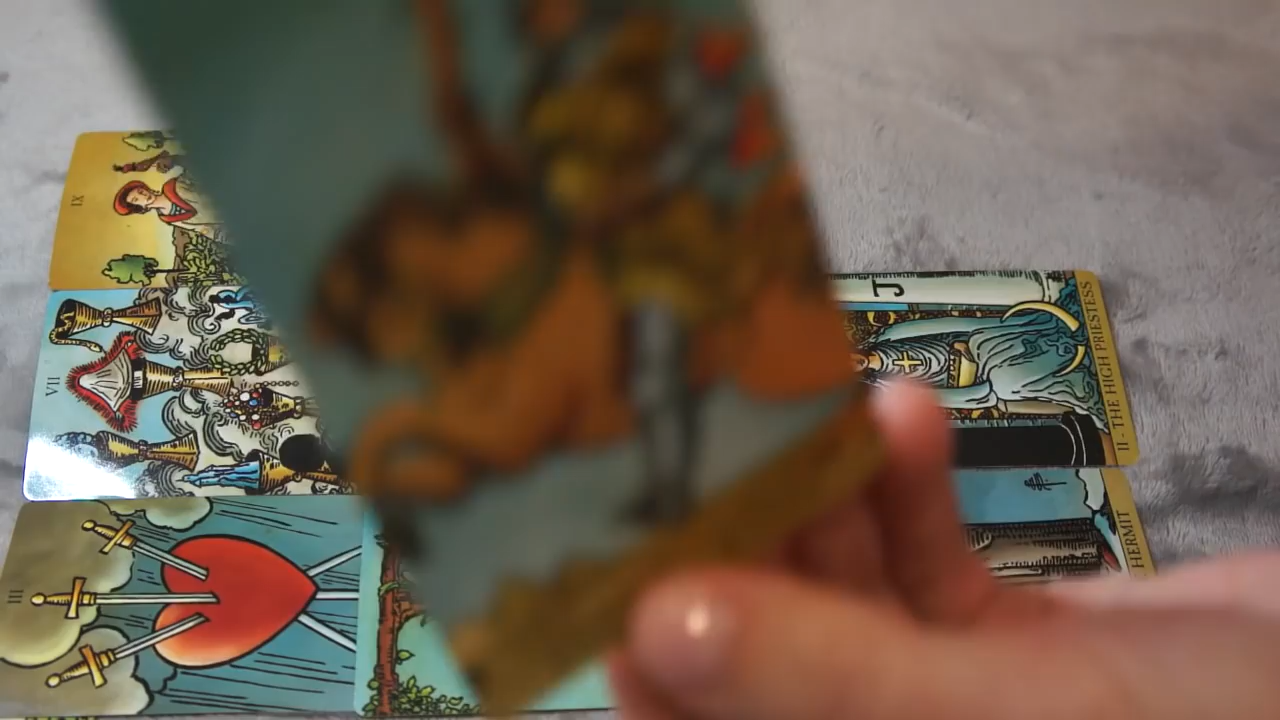 IX
VII
III
J
II - THE HIGH PRIESTESS
HERMIT